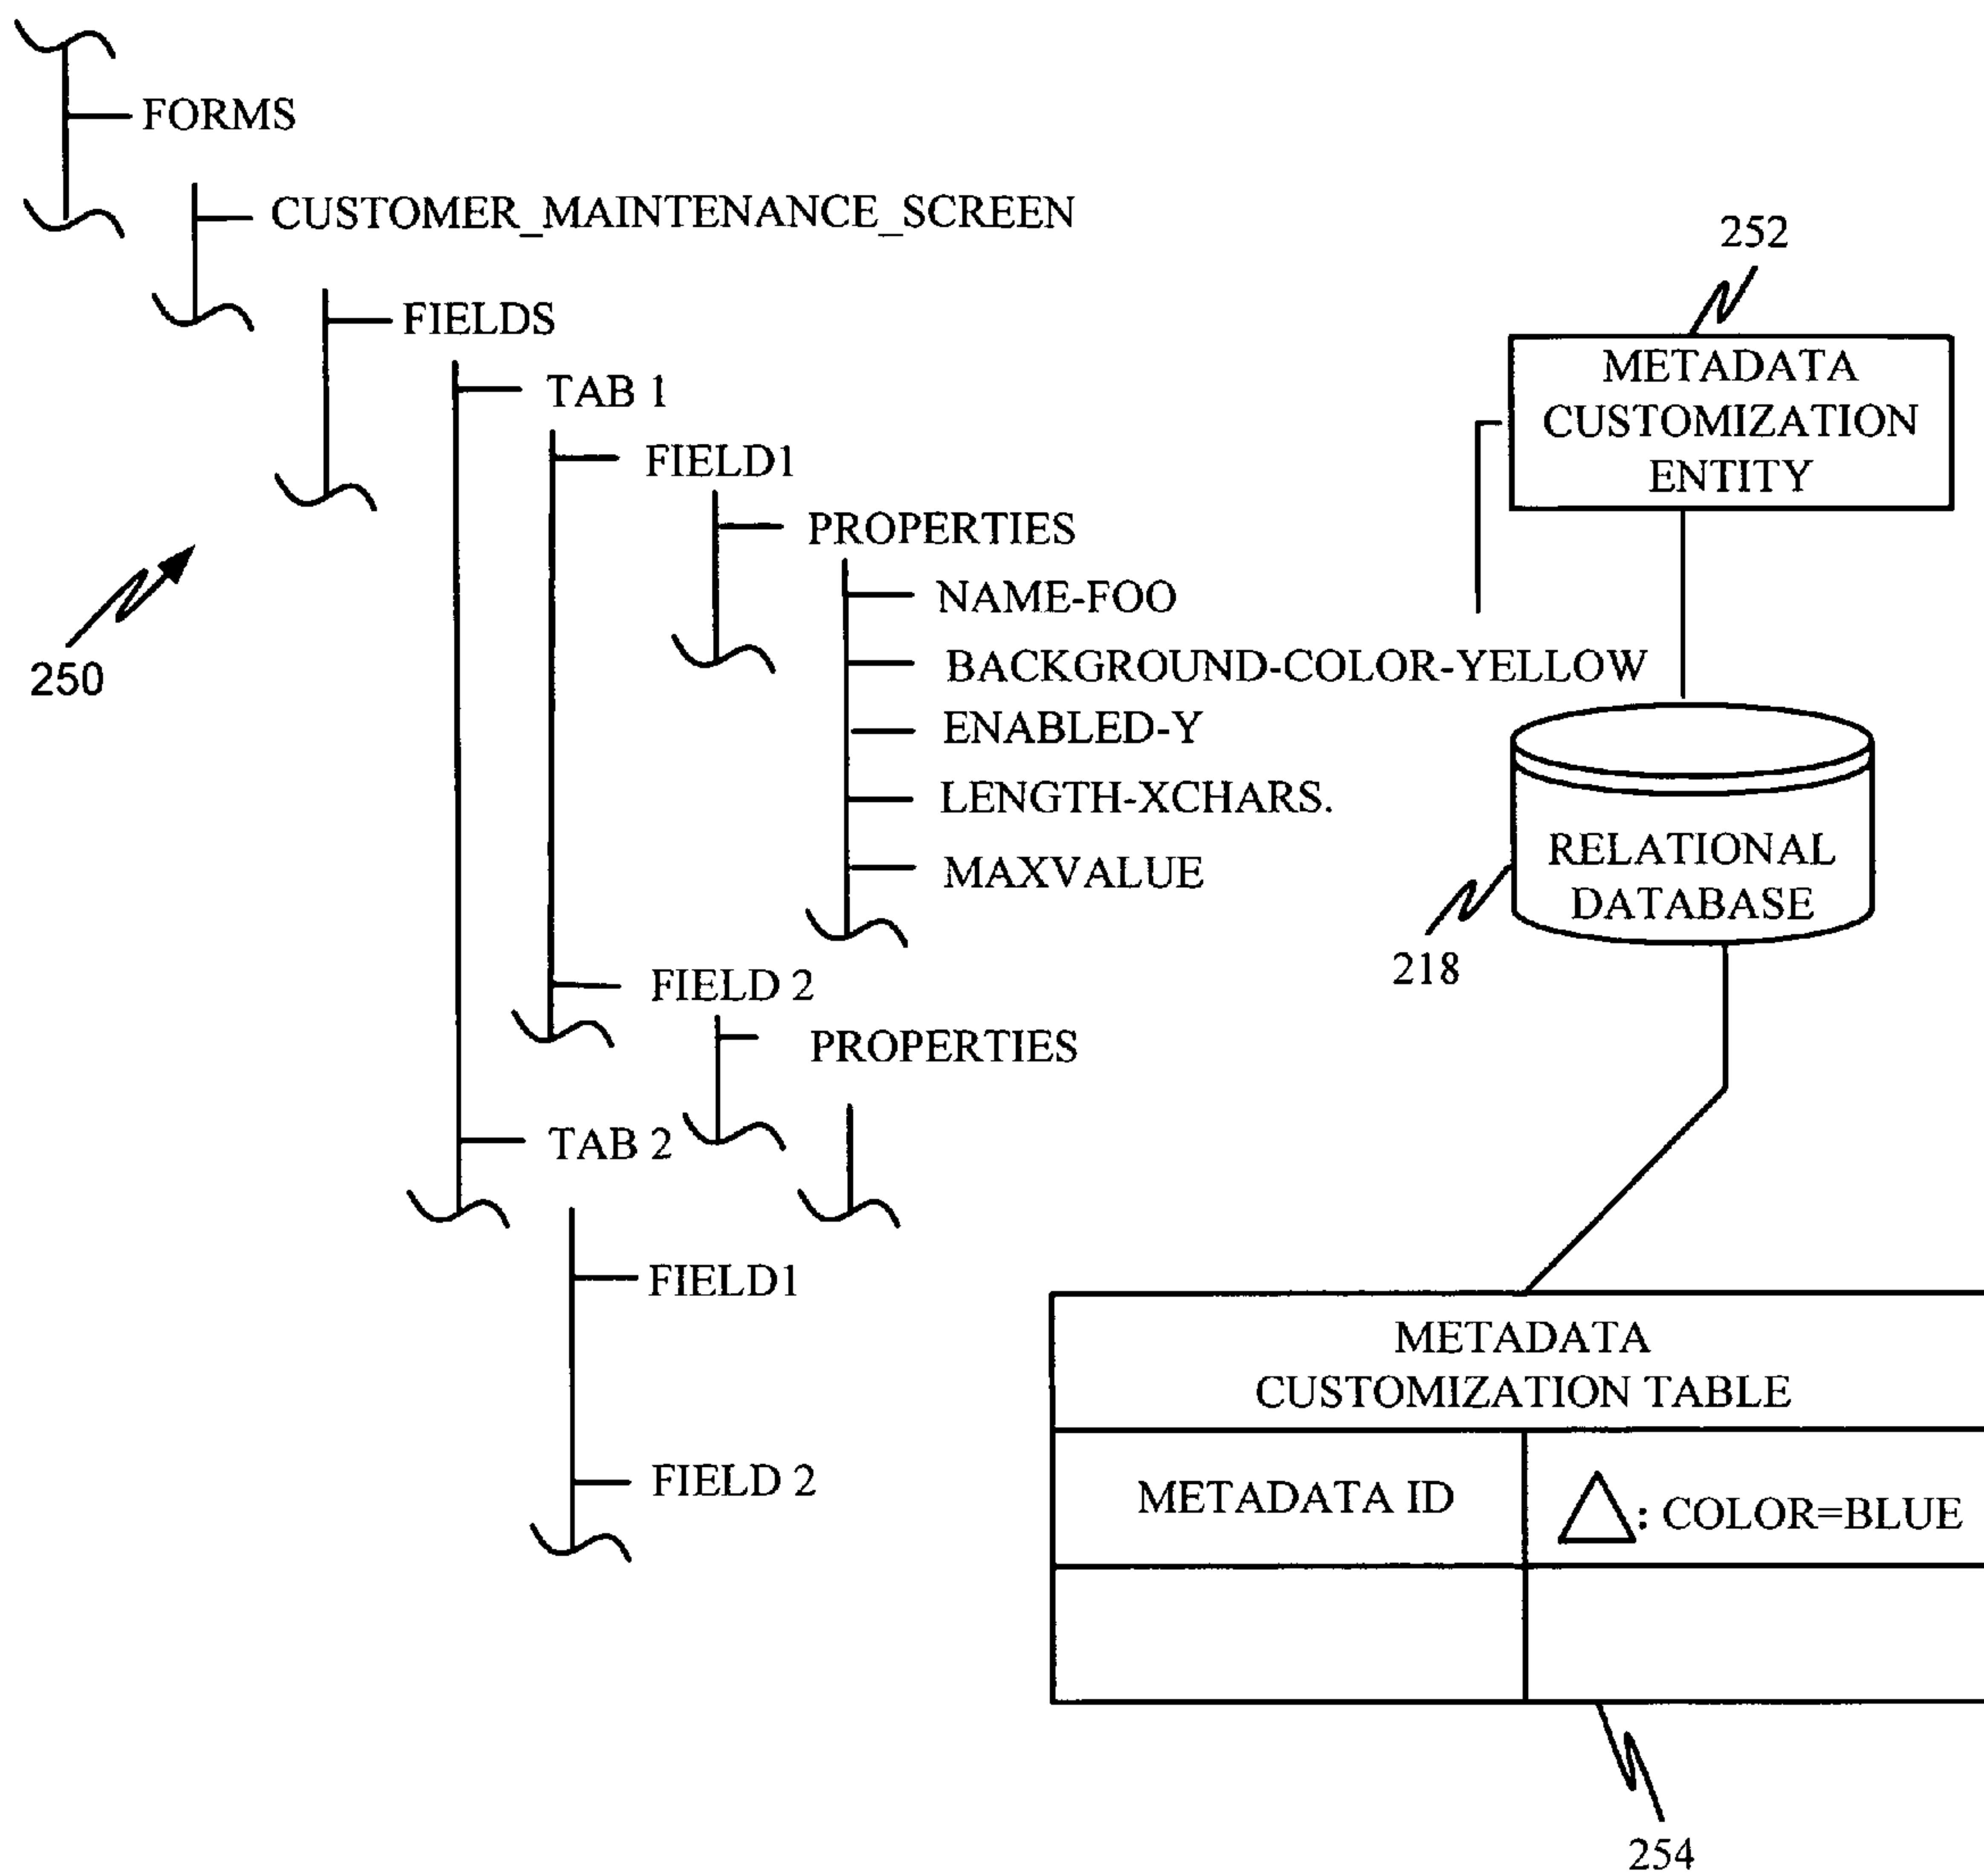 FORMS
CUSTOMER_MAINTENANCE_SCREEN
FIELDS
TAB 1
FIELD1
PROPERTIES
NAME-FOO
BACKGROUND-COLOR-YELLOW
ENABLED-Y
LENGTH-XCHARS.
MAXVALUE
FIELD 2
PROPERTIES
TAB 2
FIELD1
FIELD 2
250
252
METADATA
CUSTOMIZATION
ENTITY
RELATIONAL
DATABASE
218
METADATA
CUSTOMIZATION TABLE
METADATA ID
△: COLOR=BLUE
254